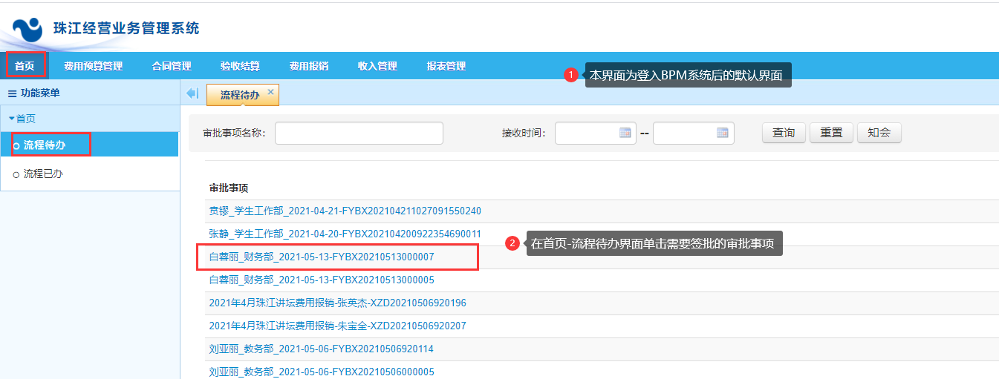 珠江经营业务管理系统
首页 费用预算管理 合同管理 验收结算 费用报销 收入管理 报表管理
1 本界面为登入BPM系统后的默认界面
功能菜单
流程待办
首页
流程待办
流程已办
审批事项名称:
接收时间: --
查询 重置 知会
审批事项
贲镠_学生工作部_2021-04-21-FYBX202104211027091550240
张静_学生工作部_2021-04-20-FYBX202104200922354690011
2 在首页-流程待办界面单击需要签批的审批事项
白蓉丽_财务部_2021-05-13-FYBX20210513000007
白蓉丽_财务部_2021-05-13-FYBX20210513000005
2021年4月珠江讲坛费用报销-张英杰-XZD20210506920196
2021年4月珠江讲坛费用报销-朱宝全-XZD20210506920207
刘亚丽_教务部_2021-05-06-FYBX20210506920114
刘亚丽_教务部_2021-05-06-FYBX20210506000005